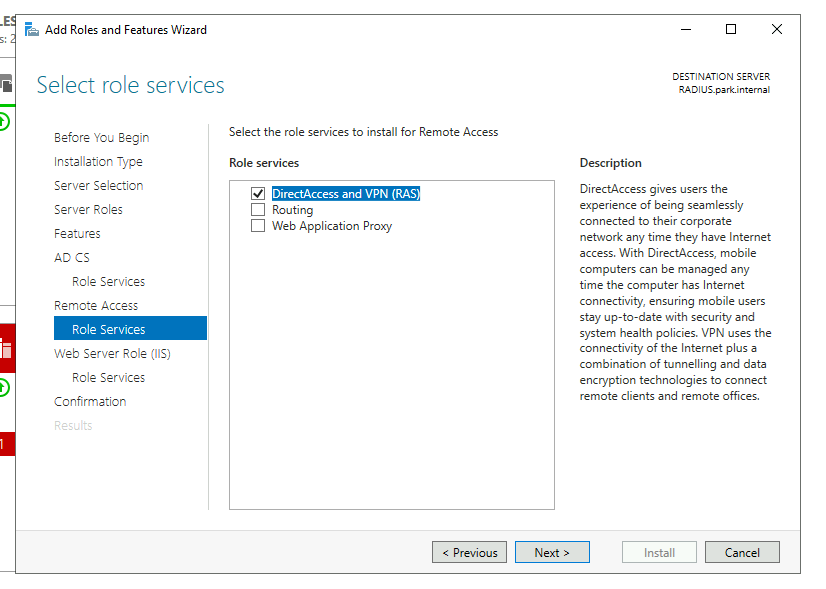 LES
s: 2
Add Roles and Features Wizard
Select role services
DESTINATION SERVER
RADIUS.park.internal
Before You Begin
Installation Type
Server Selection
Server Roles
Features
AD CS
Role Services
Remote Access
Role Services
Web Server Role (IIS)
Role Services
Confirmation
Results
Select the role services to install for Remote Access
Role services
DirectAccess and VPN (RAS)
Routing
Web Application Proxy
Description
DirectAccess gives users the
experience of being seamlessly
connected to their corporate
network any time they have Internet
access. With DirectAccess, mobile
computers can be managed any
time the computer has Internet
connectivity, ensuring mobile users
stay up-to-date with security and
system health policies. VPN uses the
connectivity of the Internet plus a
combination of tunnelling and data
encryption technologies to connect
remote clients and remote offices.
1
< Previous
Next >
Install
Cancel